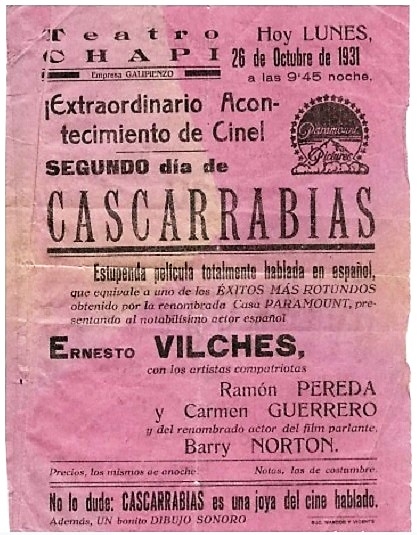 Teatro
CHAPI
Empresa GALIPIENZO
Hoy LUNES,
26 de Octubre de 1931
a las 9'45 noche.
¡Extraordinario Acon-
tecimiento de Cine!
Paramount
Pictures
SEGUNDO día de
CASCARRABIAS
Estupenda película totalmente hablada en español,
que equivale a uno de los ÉXITOS MÁS ROTUNDOS
obtenido por la renombrada Casa PARAMOUNT, pre-
sentando al notabilísimo actor español
ERNESTO VILCHES,
con los artistas compatriotas
Ramón PEREDA
y Carmen GUERRERO
y del renombrado actor del film parlante,
Barry NORTON.
Precios, los mismos de anoche. Notas, las de costumbre.
No lo dude: CASCARRABIAS es una joya del cine hablado.
Además, UN bonito DIBUJO SONORO